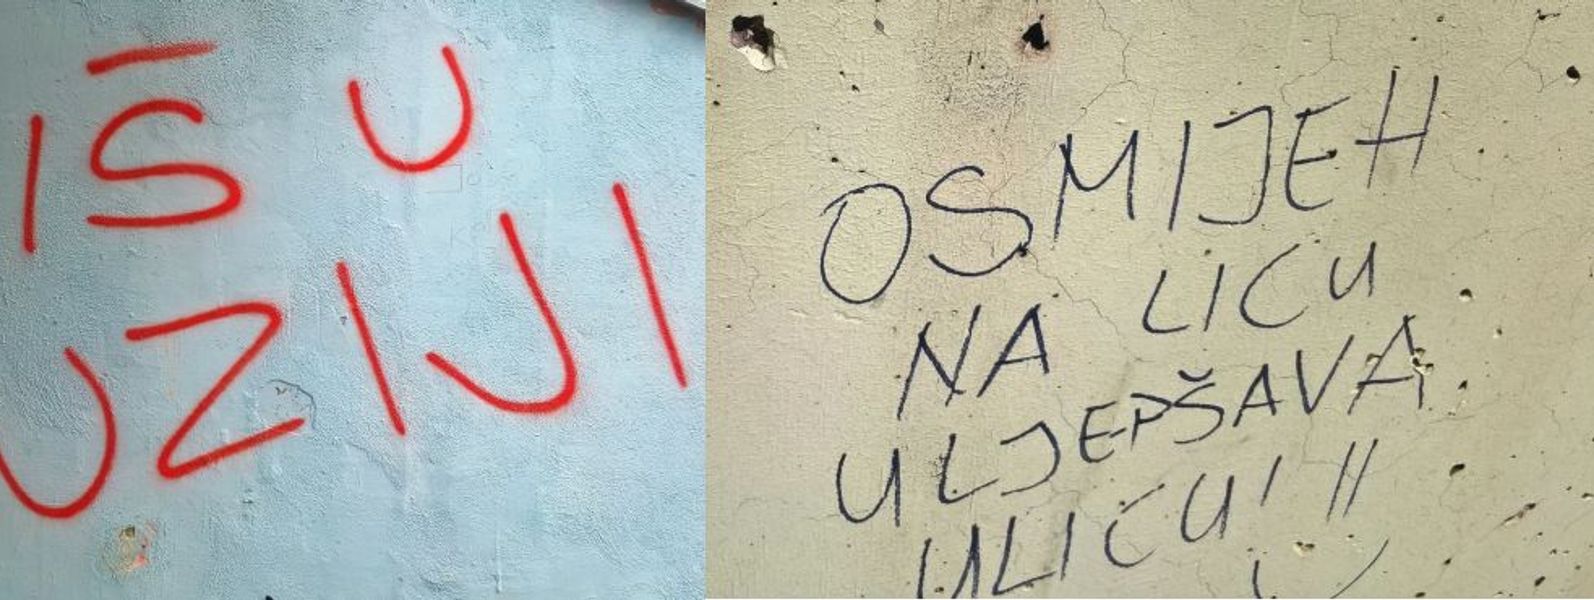 IŠ U
UZIJI
OSMIJEH
NA LICU
ULJEPŠAVA
ULICU!!!